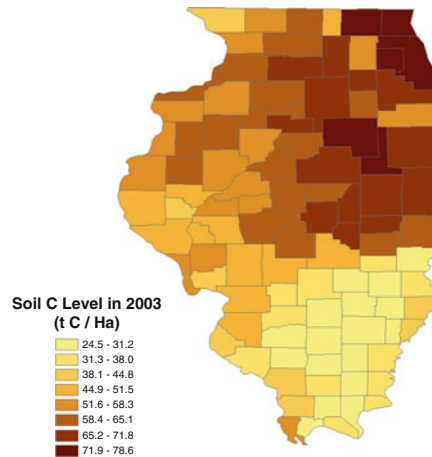 Soil C Level in 2003
(t C / Ha)
24.5 - 31.2
31.3 - 38.0
38.1 - 44.8
44.9 - 51.5
51.6 - 58.3
58.4 - 65.1
65.2 - 71.8
71.9 - 78.6